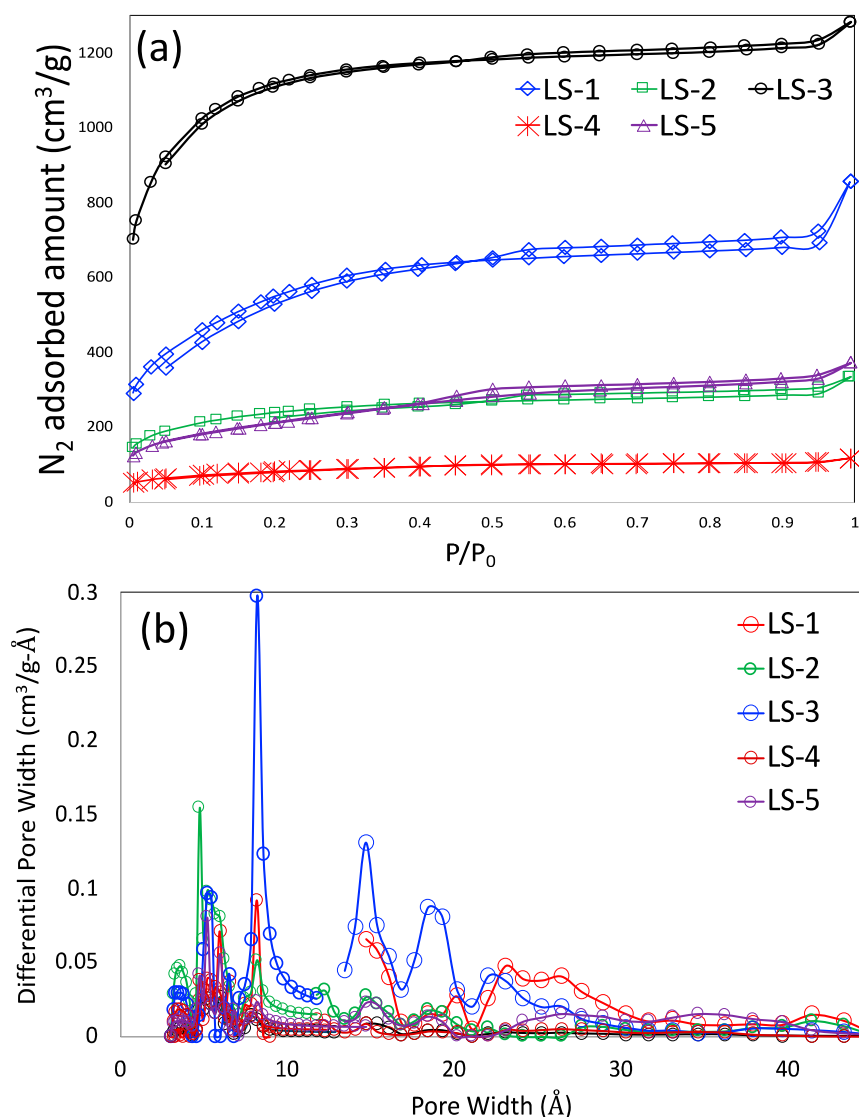 (a)
N₂ adsorbed amount (cm³/g)
1200
1000
800
600
400
200
0
LS-1 LS-2 LS-3
LS-4 LS-5
0 0.1 0.2 0.3 0.4 0.5 0.6 0.7 0.8 0.9 1
P/P₀
(b)
Differential Pore Width (cm³/g-Å)
0.3
0.25
0.2
0.15
0.1
0.05
0
LS-1
LS-2
LS-3
LS-4
LS-5
0 10 20 30 40
Pore Width (Å)